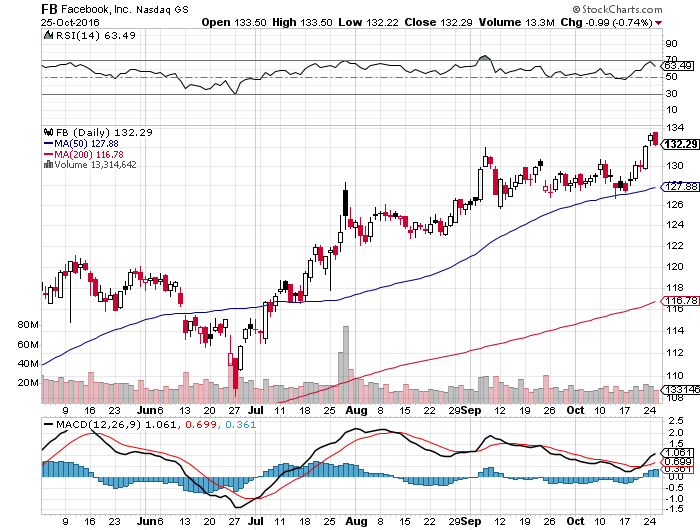 FB Facebook, Inc. Nasdaq GS © StockCharts.com
25-Oct-2016 Open 133.50 High 133.50 Low 132.22 Close 132.29 Volume 13.3M Chg -0.99 (-0.74%)
RSI(14) 63.49
90
70
63.49
50
30
10
FB (Daily) 132.29
MA(50) 127.88
MA(200) 116.78
Volume 13,314,642
134
132.29
130
127.88
126
124
122
120
118
116.78
116
114
112
110
108
13314642
80M
60M
40M
20M
9 16 23 Jun 6 13 20 27 Jul 11 18 25 Aug 8 15 22 29 Sep 12 19 26 Oct 10 17 24
MACD(12,26,9) 1.061, 0.699, 0.361
2.5
2.0
1.5
1.061
0.699
0.361
0.0
-0.5
-1.0
-1.5
9 16 23 Jun 6 13 20 27 Jul 11 18 25 Aug 8 15 22 29 Sep 12 19 26 Oct 10 17 24